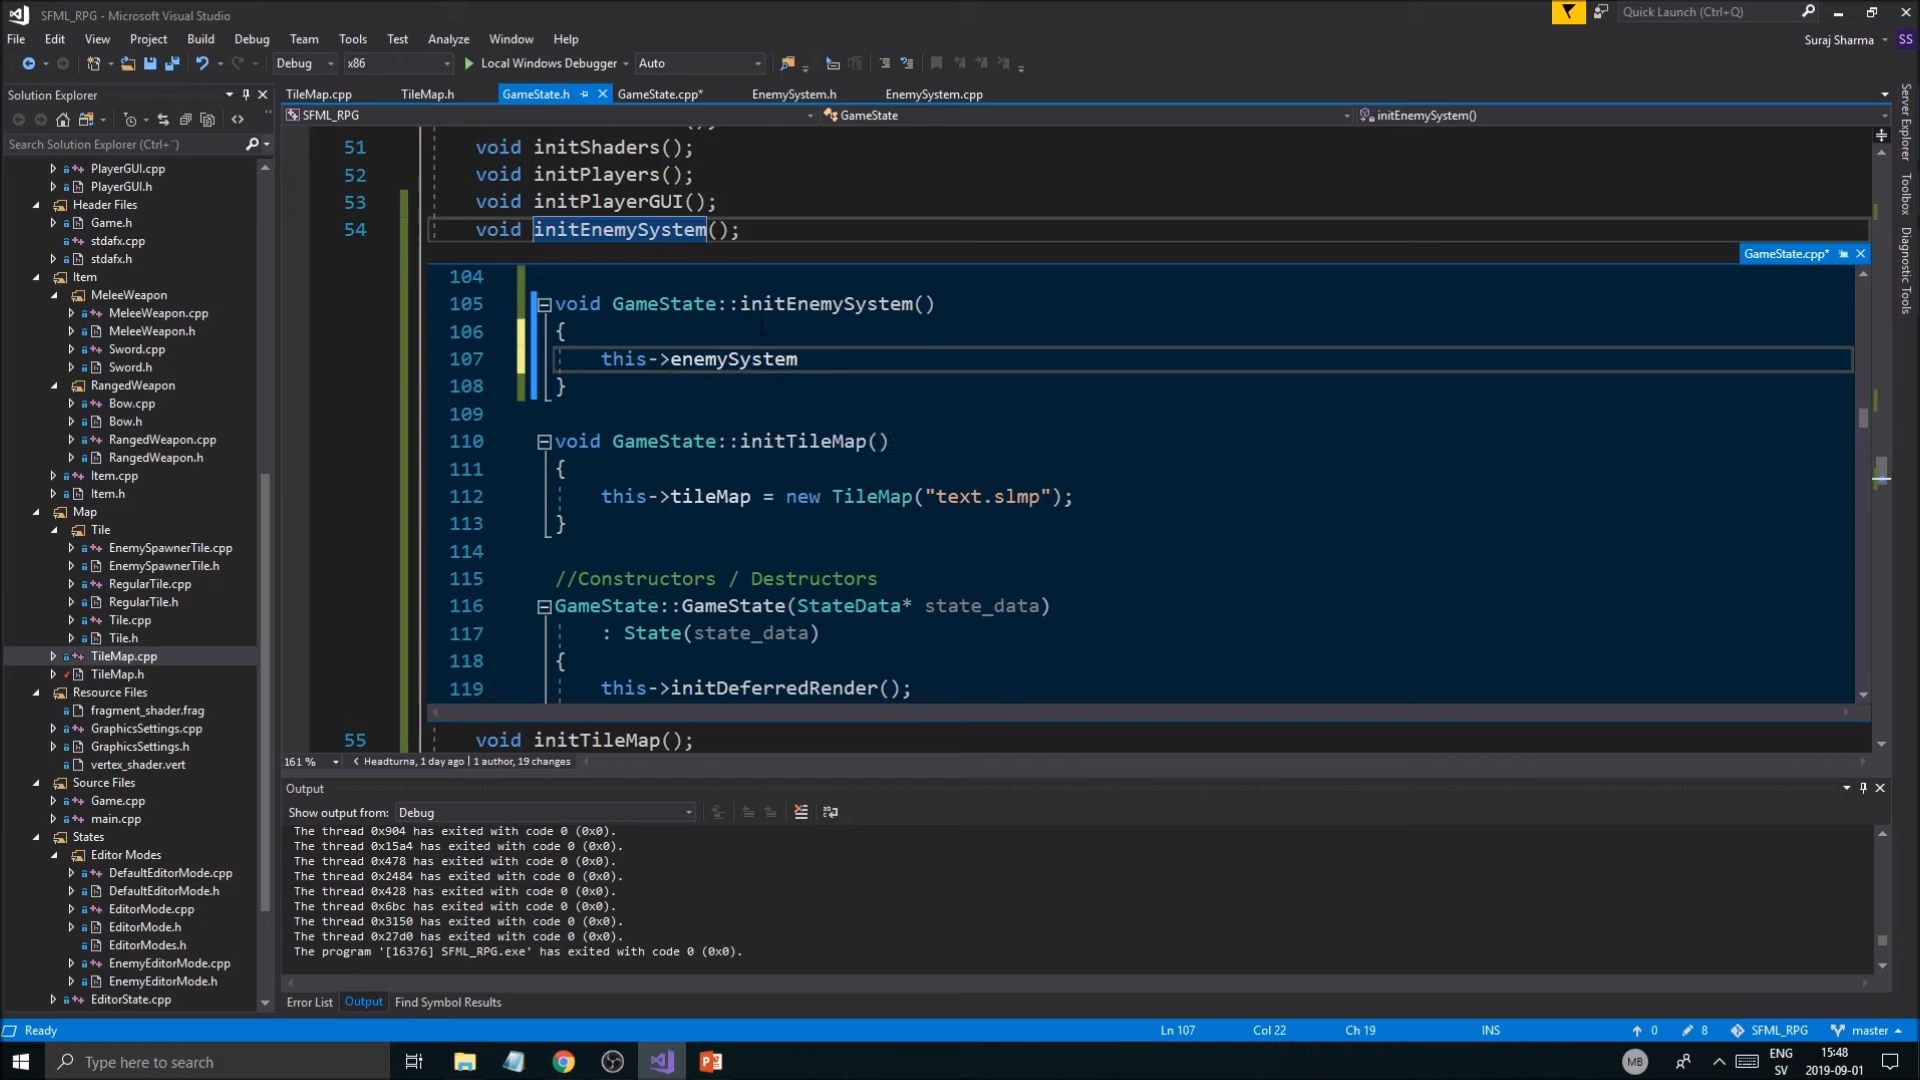 SFML_RPG - Microsoft Visual Studio
Quick Launch (Ctrl+Q)
File Edit View Project Build Debug Team Tools Test Analyze Window Help
Suraj Sharma SS
Debug x86 Local Windows Debugger Auto
Solution Explorer
TileMap.cpp TileMap.h GameState.h GameState.cpp* EnemySystem.h EnemySystem.cpp
SFML_RPG GameState initEnemySystem()
Search Solution Explorer (Ctrl+¨)
PlayerGUI.cpp
PlayerGUI.h
Header Files
Game.h
stdafx.cpp
stdafx.h
Item
MeleeWeapon
MeleeWeapon.cpp
MeleeWeapon.h
Sword.cpp
Sword.h
RangedWeapon
Bow.cpp
Bow.h
RangedWeapon.cpp
RangedWeapon.h
Item.cpp
Item.h
Map
Tile
EnemySpawnerTile.cpp
EnemySpawnerTile.h
RegularTile.cpp
RegularTile.h
Tile.cpp
Tile.h
TileMap.cpp
TileMap.h
Resource Files
fragment_shader.frag
GraphicsSettings.cpp
GraphicsSettings.h
vertex_shader.vert
Source Files
Game.cpp
main.cpp
States
Editor Modes
DefaultEditorMode.cpp
DefaultEditorMode.h
EditorMode.cpp
EditorMode.h
EditorModes.h
EnemyEditorMode.cpp
EnemyEditorMode.h
EditorState.cpp
51 void initShaders();
52 void initPlayers();
53 void initPlayerGUI();
54 void initEnemySystem();
GameState.cpp*
104
105 void GameState::initEnemySystem()
106 {
107 this->enemySystem
108 }
109
110 void GameState::initTileMap()
111 {
112 this->tileMap = new TileMap("text.slmp");
113 }
114
115 //Constructors / Destructors
116 GameState::GameState(StateData* state_data)
117 : State(state_data)
118 {
119 this->initDeferredRender();
55 void initTileMap();
161 % Headturna, 1 day ago | 1 author, 19 changes
Output
Show output from: Debug
The thread 0x904 has exited with code 0 (0x0).
The thread 0x15a4 has exited with code 0 (0x0).
The thread 0x478 has exited with code 0 (0x0).
The thread 0x2484 has exited with code 0 (0x0).
The thread 0x428 has exited with code 0 (0x0).
The thread 0x6bc has exited with code 0 (0x0).
The thread 0x3150 has exited with code 0 (0x0).
The thread 0x27d0 has exited with code 0 (0x0).
The program '[16376] SFML_RPG.exe' has exited with code 0 (0x0).
Error List Output Find Symbol Results
Server Explorer
Toolbox
Diagnostic Tools
Ready Ln 107 Col 22 Ch 19 INS 0 8 SFML_RPG master
Type here to search
MB
ENG
SV
15:48
2019-09-01